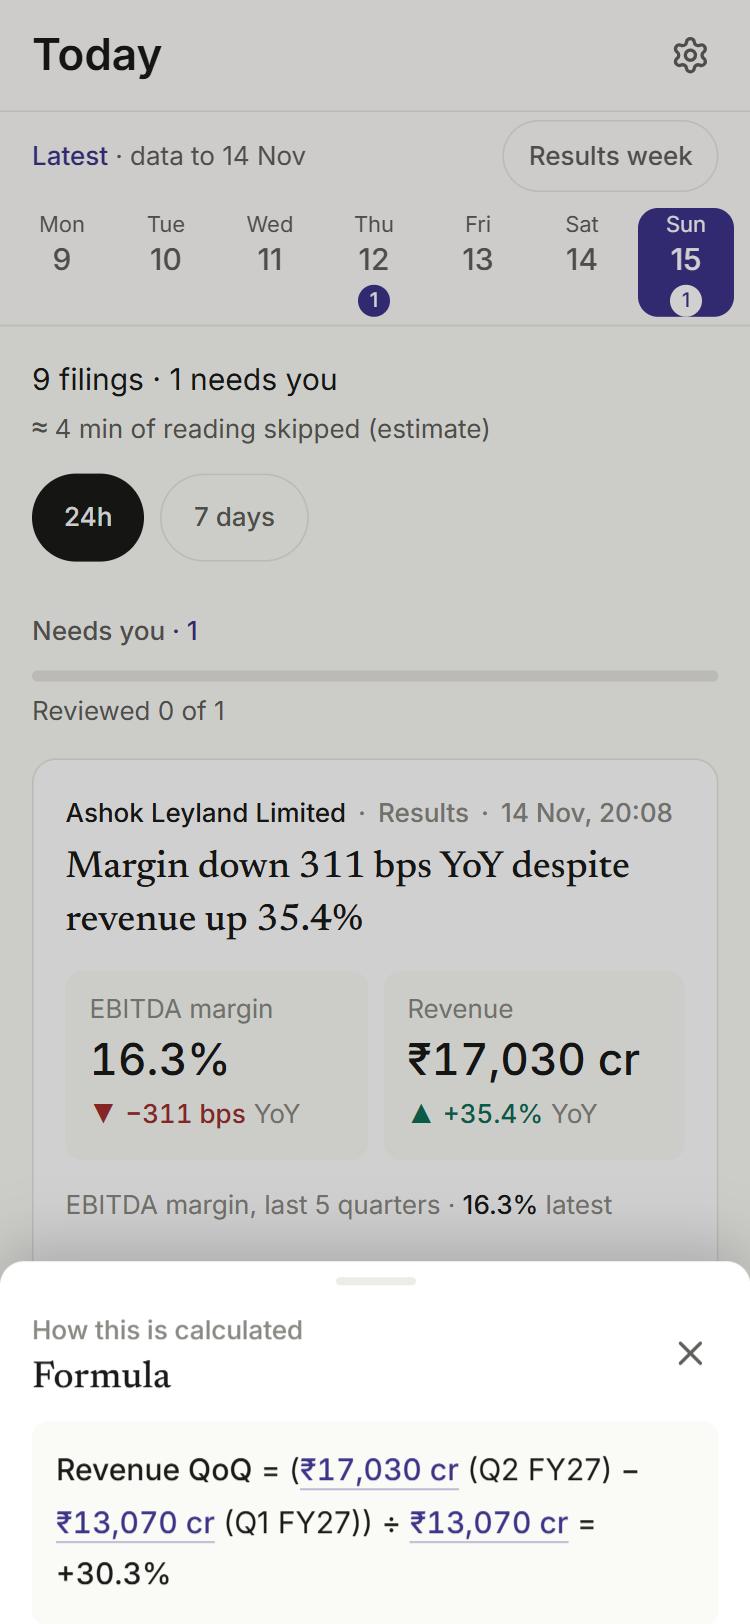 Today
Latest · data to 14 Nov
Results week
Mon Tue Wed Thu Fri Sat Sun
9 10 11 12 13 14 15
1 1
9 filings · 1 needs you
≈ 4 min of reading skipped (estimate)
24h 7 days
Needs you · 1
Reviewed 0 of 1
Ashok Leyland Limited · Results · 14 Nov, 20:08
Margin down 311 bps YoY despite
revenue up 35.4%
EBITDA margin Revenue
16.3% ₹17,030 cr
▼ −311 bps YoY ▲ +35.4% YoY
EBITDA margin, last 5 quarters · 16.3% latest
How this is calculated
Formula
Revenue QoQ = (₹17,030 cr (Q2 FY27) −
₹13,070 cr (Q1 FY27)) ÷ ₹13,070 cr =
+30.3%